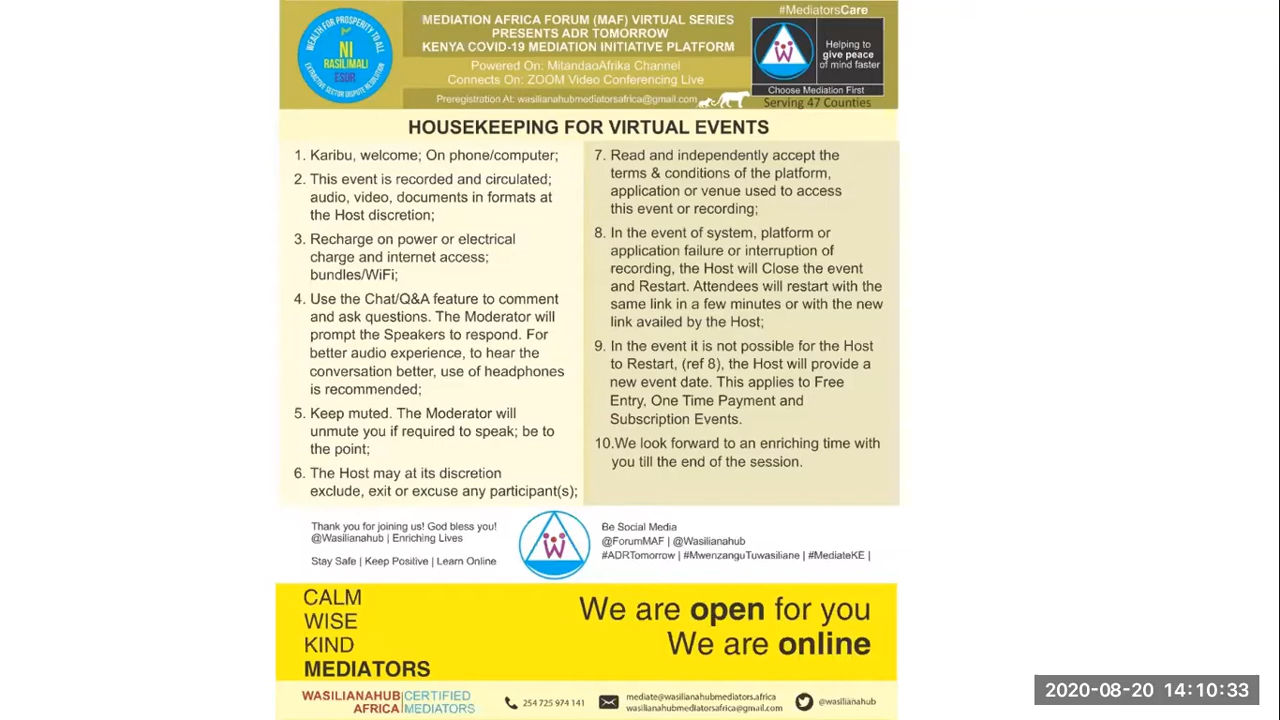 WEALTH FOR PROSPERITY TO ALL
NI
RASILIMALI
ESDR
EXTRACTIVE SECTOR DISPUTE RESOLUTION
MEDIATION AFRICA FORUM (MAF) VIRTUAL SERIES
PRESENTS ADR TOMORROW
KENYA COVID-19 MEDIATION INITIATIVE PLATFORM
Powered On: MitandaoAfrika Channel
Connects On: ZOOM Video Conferencing Live
Preregistration At: wasilianahubmediatorsafrica@gmail.com
#MediatorsCare
Helping to
give peace
of mind faster
Choose Mediation First
Serving 47 Counties
HOUSEKEEPING FOR VIRTUAL EVENTS
1. Karibu, welcome; On phone/computer;
2. This event is recorded and circulated;
audio, video, documents in formats at
the Host discretion;
3. Recharge on power or electrical
charge and internet access;
bundles/WiFi;
4. Use the Chat/Q&A feature to comment
and ask questions. The Moderator will
prompt the Speakers to respond. For
better audio experience, to hear the
conversation better, use of headphones
is recommended;
5. Keep muted. The Moderator will
unmute you if required to speak; be to
the point;
6. The Host may at its discretion
exclude, exit or excuse any participant(s);
7. Read and independently accept the
terms & conditions of the platform,
application or venue used to access
this event or recording;
8. In the event of system, platform or
application failure or interruption of
recording, the Host will Close the event
and Restart. Attendees will restart with the
same link in a few minutes or with the new
link availed by the Host;
9. In the event it is not possible for the Host
to Restart, (ref 8), the Host will provide a
new event date. This applies to Free
Entry, One Time Payment and
Subscription Events.
10.We look forward to an enriching time with
you till the end of the session.
Thank you for joining us! God bless you!
@Wasilianahub | Enriching Lives
Stay Safe | Keep Positive | Learn Online
Be Social Media
@ForumMAF | @Wasilianahub
#ADRTomorrow | #MwenzanguTuwasiliane | #MediateKE |
CALM
WISE
KIND
MEDIATORS
We are open for you
We are online
WASILIANAHUB|CERTIFIED
AFRICA|MEDIATORS
254 725 974 141
mediate@wasilianahubmediators.africa
wasilianahubmediatorsafrica@gmail.com
@wasilianahub
2020-08-20 14:10:33